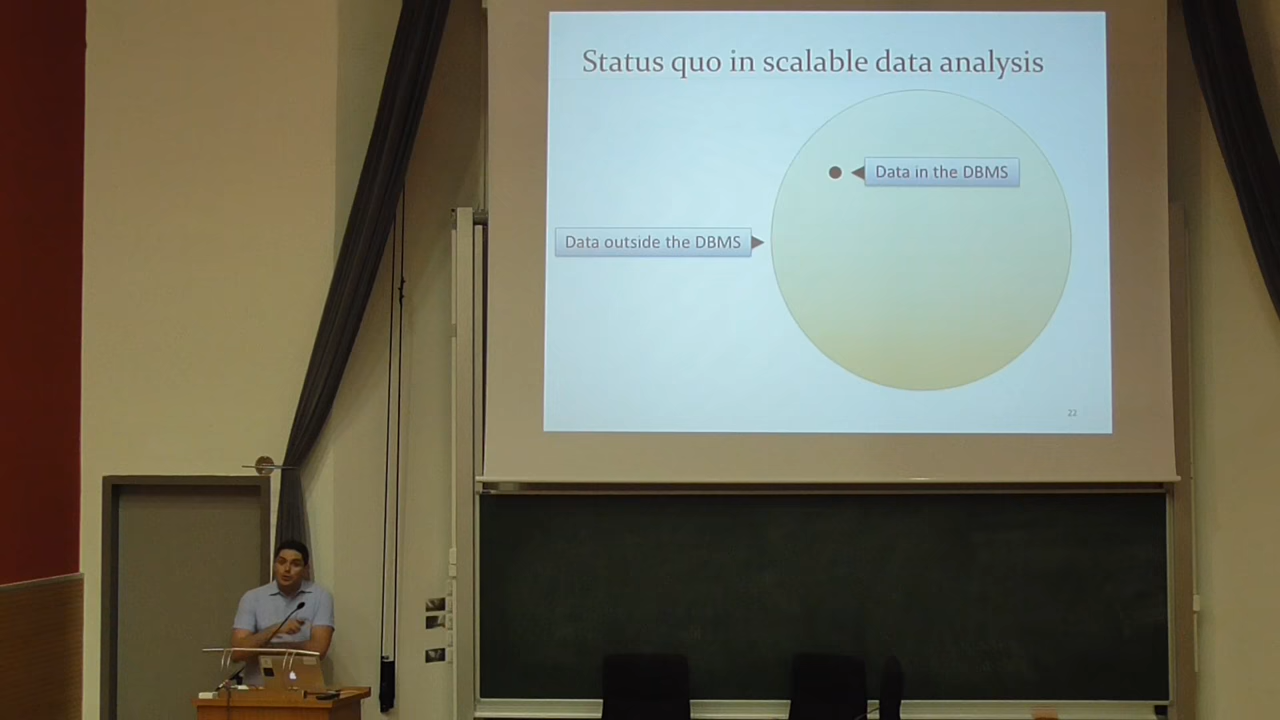 Status quo in scalable data analysis
Data in the DBMS
Data outside the DBMS
22